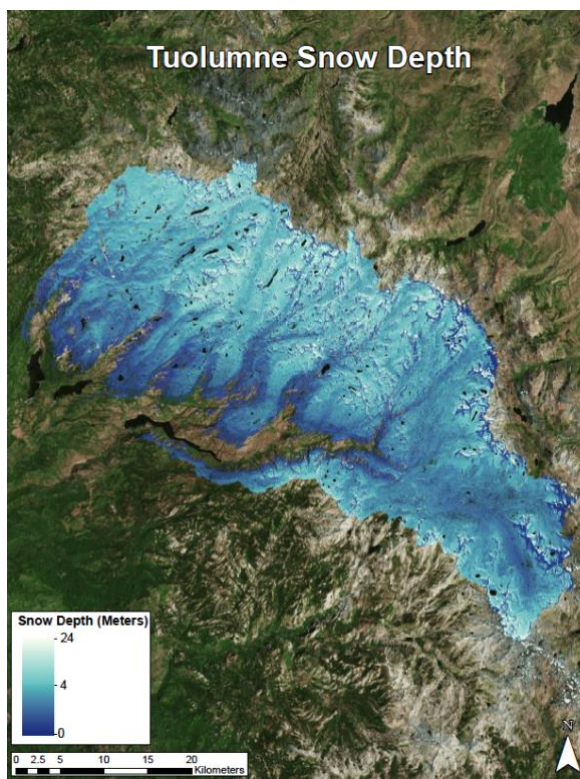 Tuolumne Snow Depth
Snow Depth (Meters)
24
4
0
N
0 2.5 5 10 15 20
Kilometers